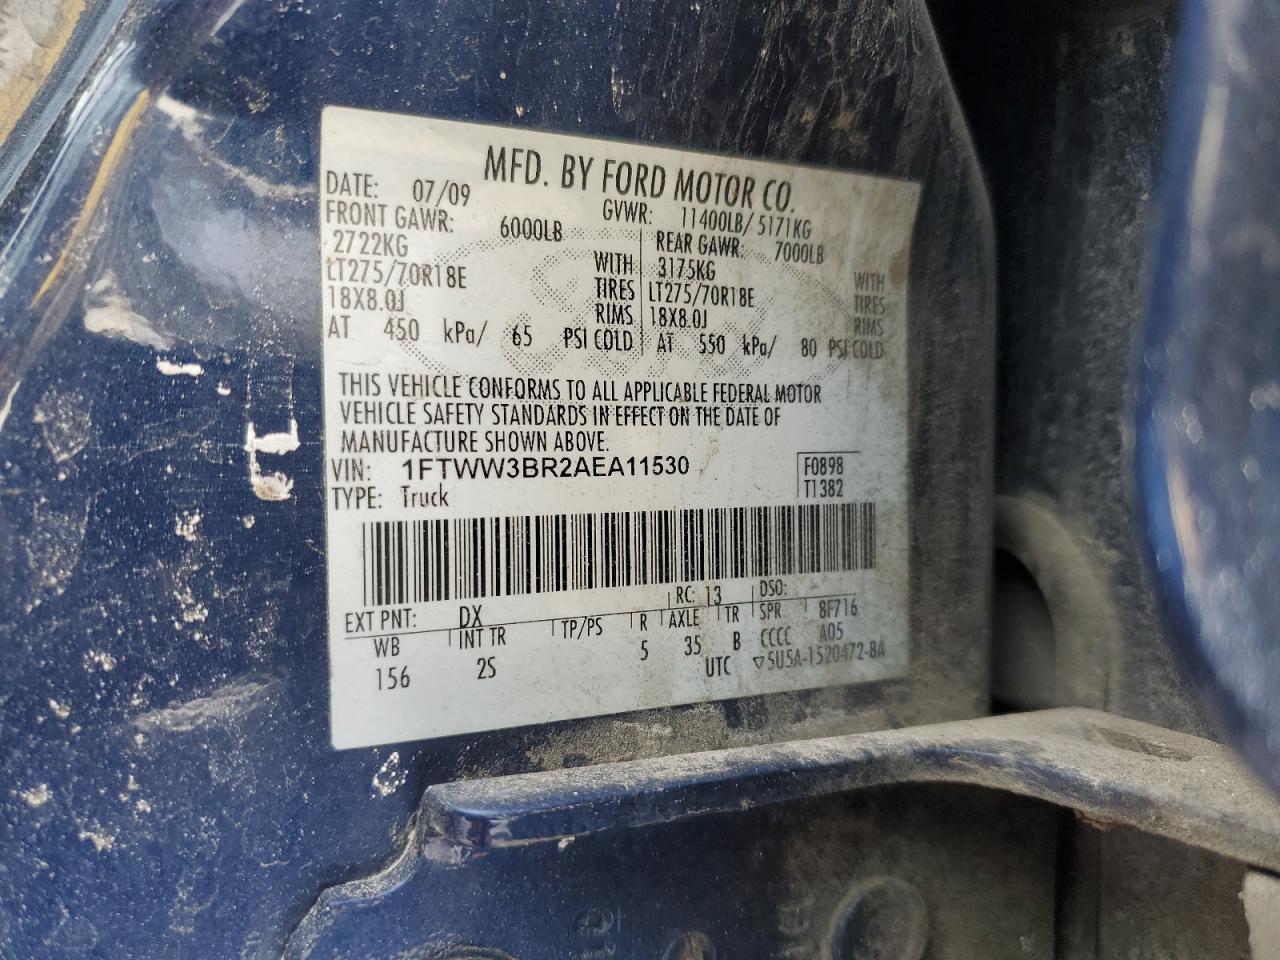 MFD. BY FORD MOTOR CO.
DATE: 07/09 GVWR: 11400LB/ 5171KG
FRONT GAWR: 6000LB REAR GAWR: 7000LB
2722KG WITH 3175KG WITH
LT275/70R18E TIRES LT275/70R18E TIRES
18X8.0J RIMS 18X8.0J RIMS
AT 450 kPa/ 65 PSI COLD AT 550 kPa/ 80 PSI COLD
THIS VEHICLE CONFORMS TO ALL APPLICABLE FEDERAL MOTOR
VEHICLE SAFETY STANDARDS IN EFFECT ON THE DATE OF
MANUFACTURE SHOWN ABOVE.
VIN: 1FTWW3BR2AEA11530 F0898
TYPE: Truck T1382
EXT PNT: DX RC: 13 DSO:
WB INT TR TP/PS R AXLE TR SPR 8F716
156 2S 5 35 B CCCC A05
UTC ▽5U5A-1520472-BA